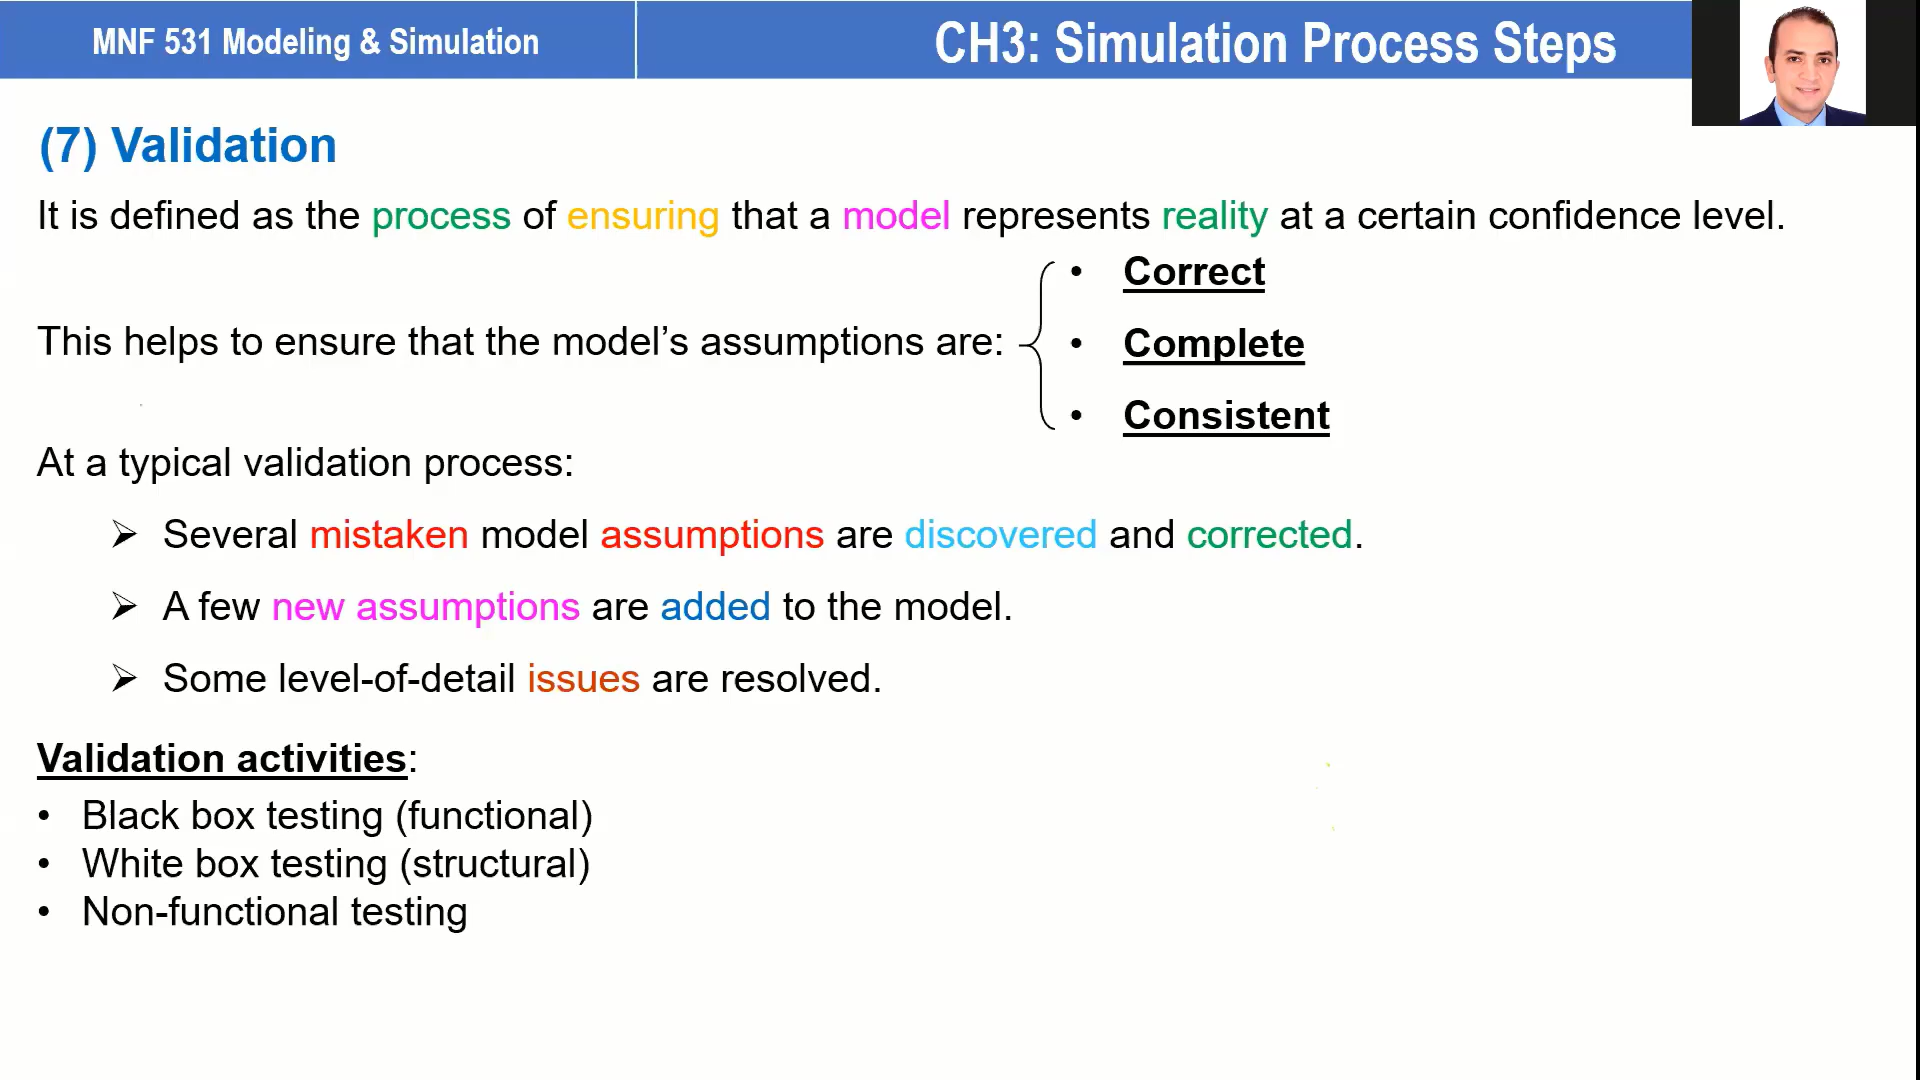 MNF 531 Modeling & Simulation
CH3: Simulation Process Steps
(7) Validation
It is defined as the process of ensuring that a model represents reality at a certain confidence level.
This helps to ensure that the model’s assumptions are:
• Correct
• Complete
• Consistent
At a typical validation process:
➢ Several mistaken model assumptions are discovered and corrected.
➢ A few new assumptions are added to the model.
➢ Some level-of-detail issues are resolved.
Validation activities:
• Black box testing (functional)
• White box testing (structural)
• Non-functional testing